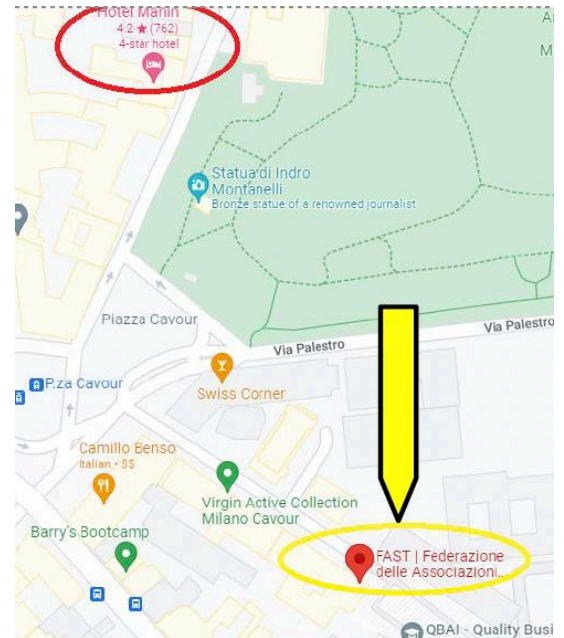 Hotel Manin
4.2 ★ (762)
4-star hotel
Statua di Indro
Montanelli
Bronze statue of a renowned journalist
Piazza Cavour
Via Palestro
Via Palestro
P.za Cavour
Swiss Corner
Camillo Benso
Italian • $$
Virgin Active Collection
Milano Cavour
Barry's Bootcamp
FAST | Federazione
delle Associazioni...
QBAI - Quality Busi